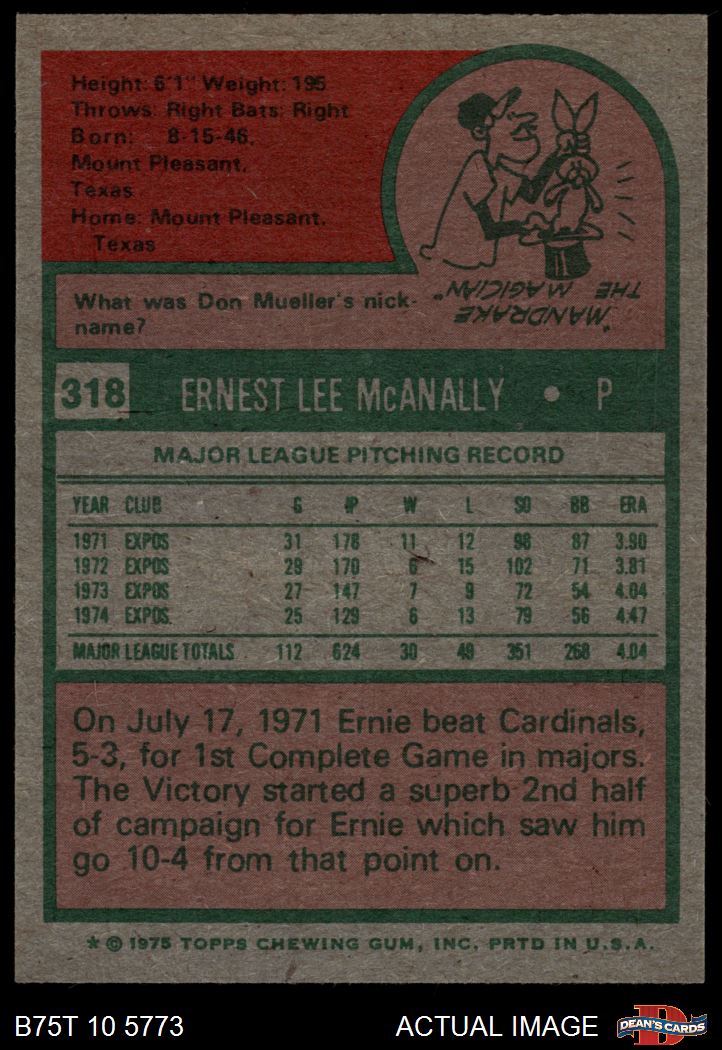 Height: 6'1" Weight: 195
Throws: Right Bats: Right
Born: 8-15-46,
Mount Pleasant,
Texas
Home: Mount Pleasant,
Texas
What was Don Mueller's nick-
name?
"MANDRAKE
THE MAGICIAN"
318 ERNEST LEE McANALLY • P
MAJOR LEAGUE PITCHING RECORD
YEAR CLUB G IP W L SO BB ERA
1971 EXPOS 31 178 11 12 98 87 3.90
1972 EXPOS 29 170 6 15 102 71 3.81
1973 EXPOS 27 147 7 9 72 54 4.04
1974 EXPOS 25 129 6 13 79 56 4.47
MAJOR LEAGUE TOTALS 112 624 30 49 351 268 4.04
On July 17, 1971 Ernie beat Cardinals,
5-3, for 1st Complete Game in majors.
The Victory started a superb 2nd half
of campaign for Ernie which saw him
go 10-4 from that point on.
* © 1975 TOPPS CHEWING GUM, INC. PRTD IN U.S.A.
B75T 10 5773 ACTUAL IMAGE D DEAN'S CARDS